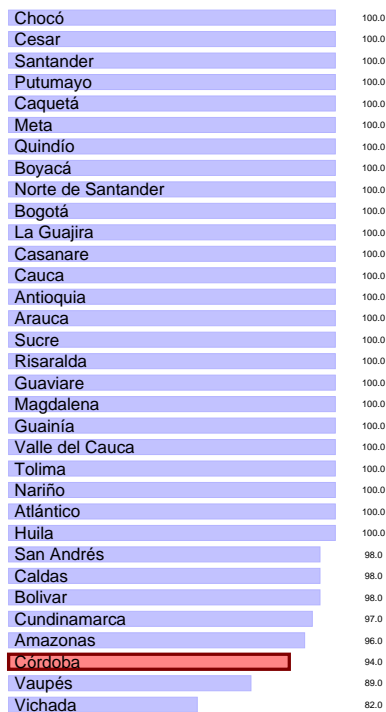 Chocó 100.0
Cesar 100.0
Santander 100.0
Putumayo 100.0
Caquetá 100.0
Meta 100.0
Quindío 100.0
Boyacá 100.0
Norte de Santander 100.0
Bogotá 100.0
La Guajira 100.0
Casanare 100.0
Cauca 100.0
Antioquia 100.0
Arauca 100.0
Sucre 100.0
Risaralda 100.0
Guaviare 100.0
Magdalena 100.0
Guainía 100.0
Valle del Cauca 100.0
Tolima 100.0
Nariño 100.0
Atlántico 100.0
Huila 100.0
San Andrés 98.0
Caldas 98.0
Bolivar 98.0
Cundinamarca 97.0
Amazonas 96.0
Córdoba 94.0
Vaupés 89.0
Vichada 82.0